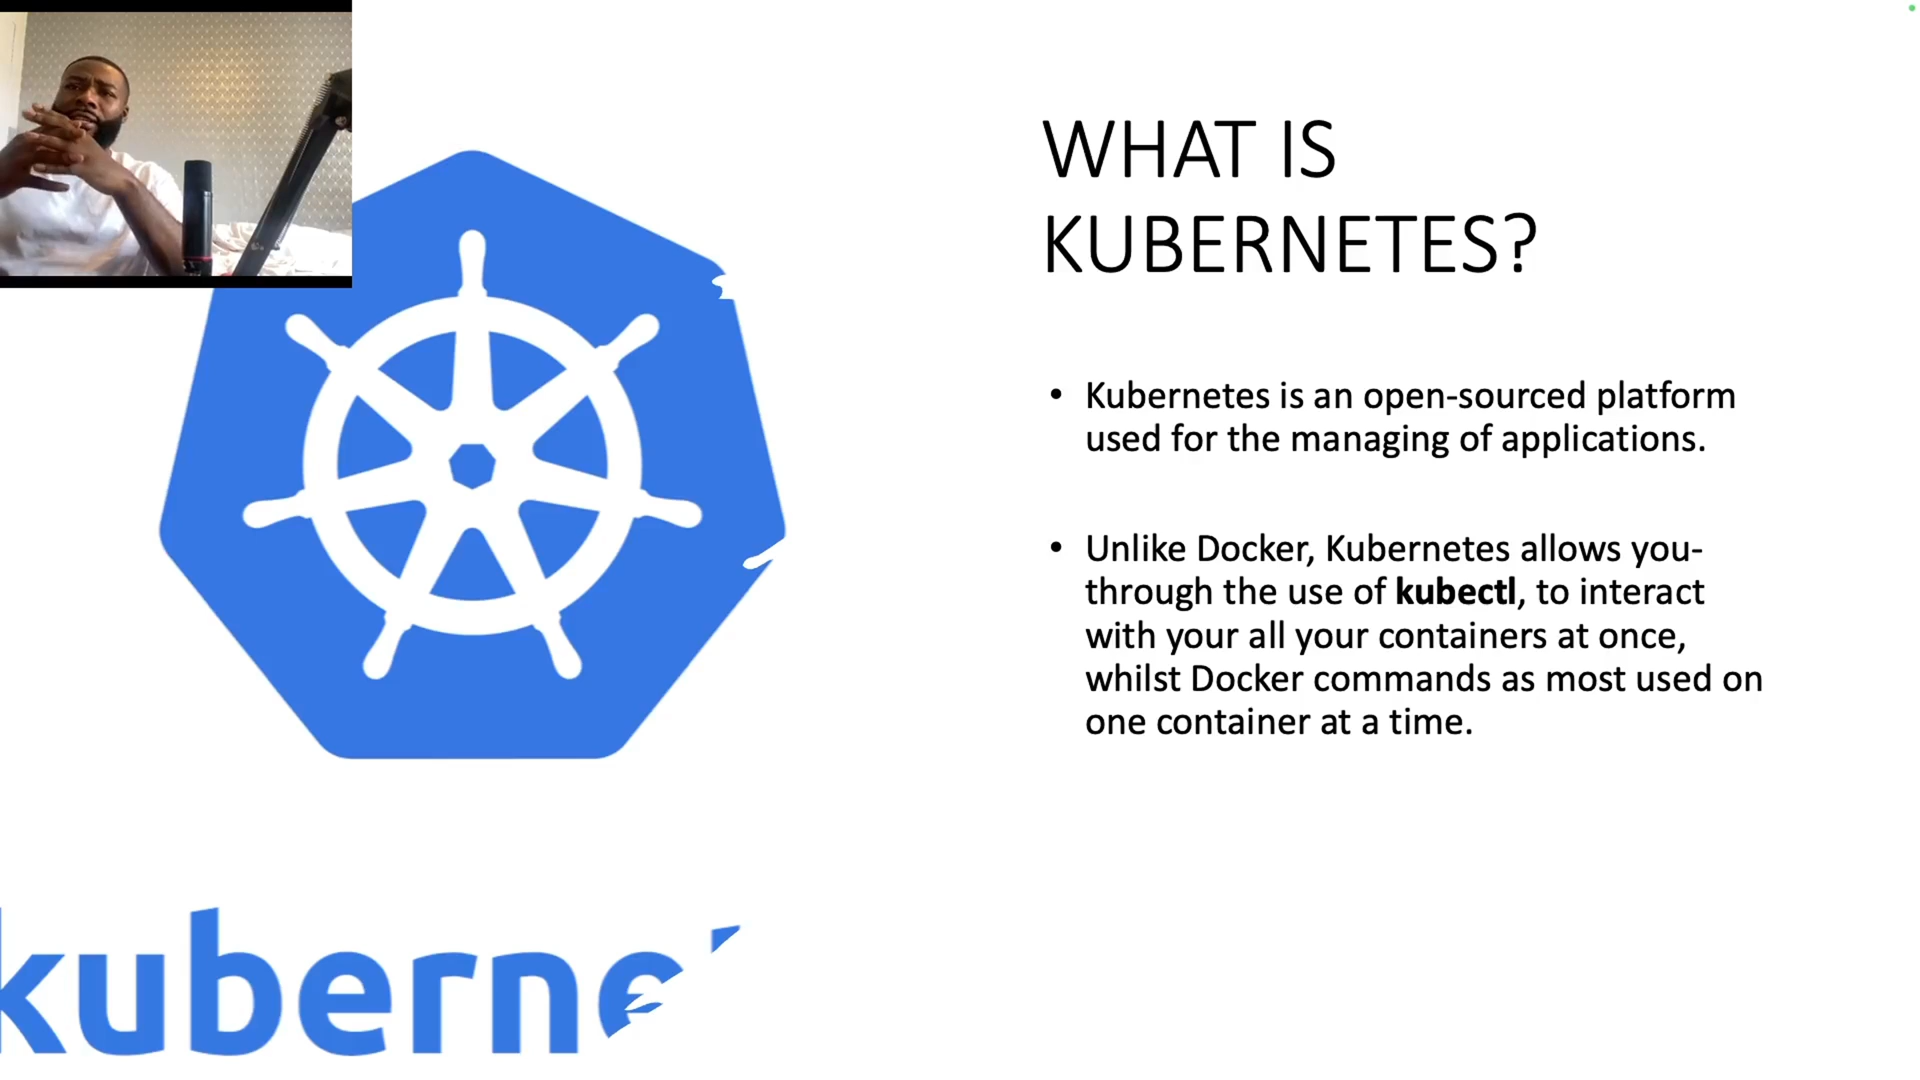 WHAT IS
KUBERNETES?
• Kubernetes is an open-sourced platform
used for the managing of applications.
• Unlike Docker, Kubernetes allows you-
through the use of kubectl, to interact
with your all your containers at once,
whilst Docker commands as most used on
one container at a time.
kuberne